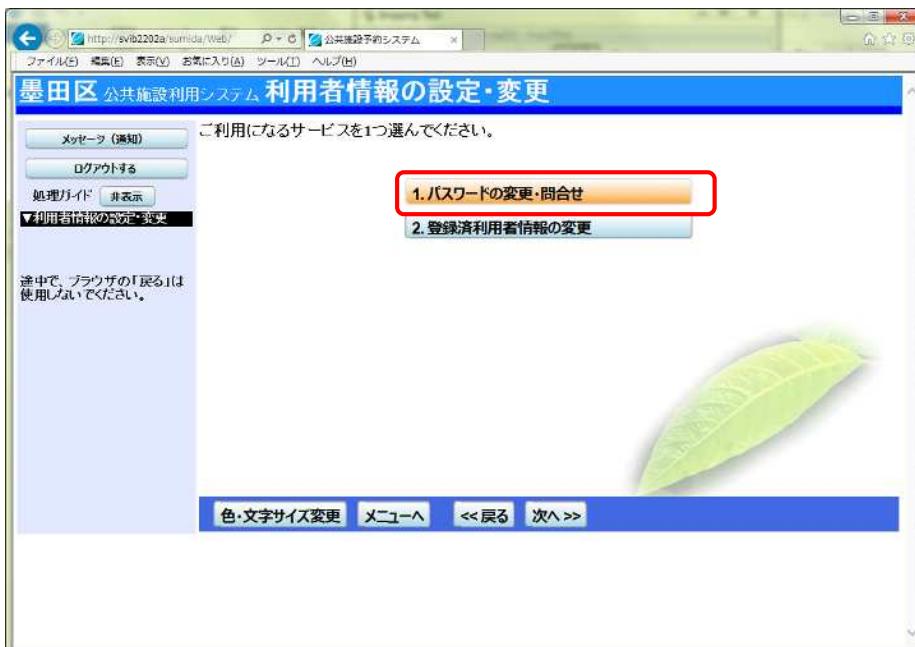 http://svib2202a/sumida/Web/
公共施設予約システム
ファイル(F) 編集(E) 表示(V) お気に入り(A) ツール(T) ヘルプ(H)
墨田区 公共施設利用システム 利用者情報の設定・変更
メッセージ（通知）
ログアウトする
処理ガイド 非表示
▼利用者情報の設定・変更
途中で、ブラウザの「戻る」は
使用しないでください。
ご利用になるサービスを1つ選んでください。
1. パスワードの変更・問合せ
2. 登録済利用者情報の変更
色・文字サイズ変更 メニューへ <<戻る 次へ>>